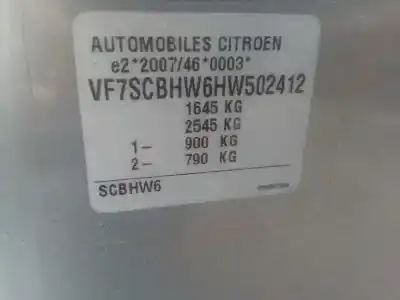 AUTOMOBILES CITROEN
e2*2007/46*0003*
VF7SCBHW6HW502412
1645 KG
2545 KG
1- 900 KG
2- 790 KG
SCBHW6